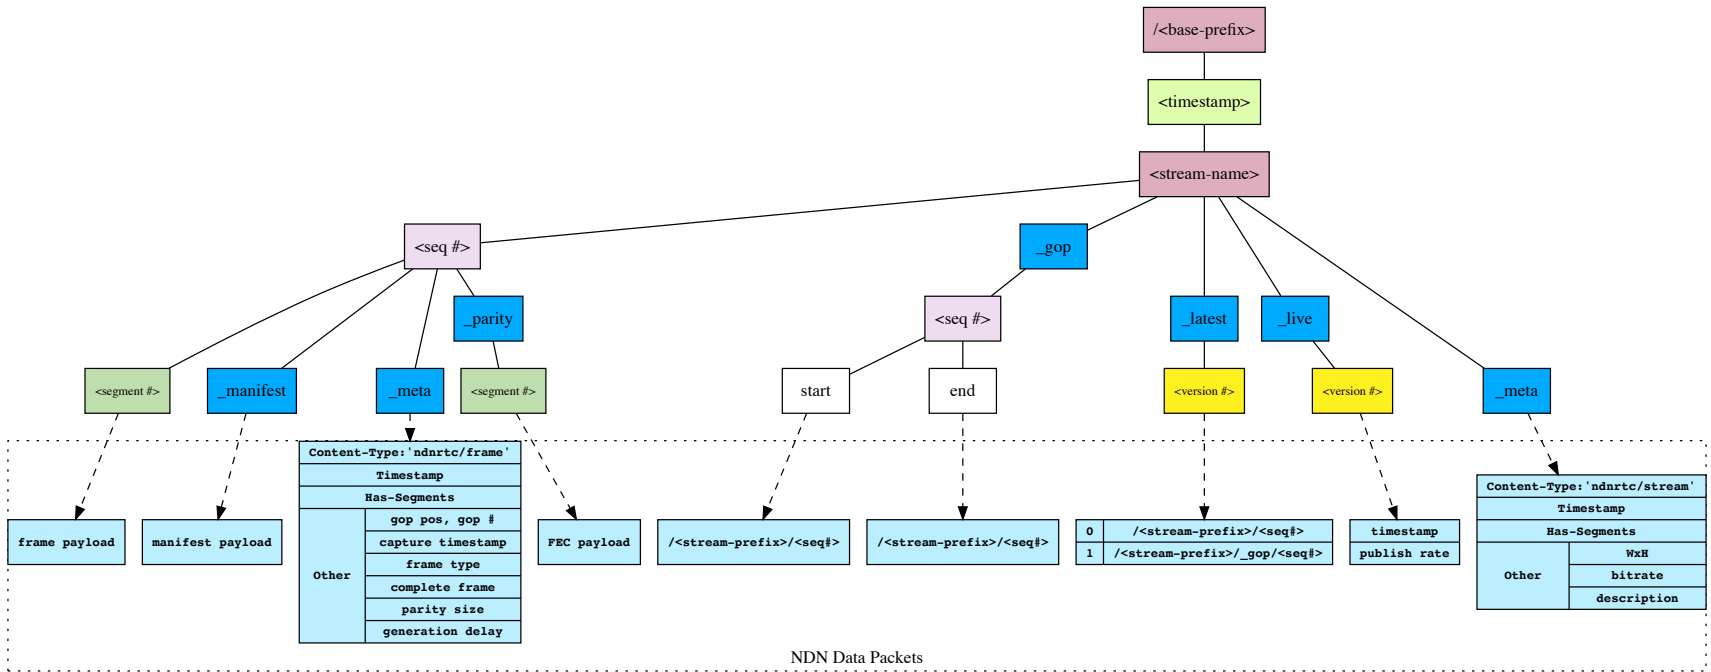 /<base-prefix>
<timestamp>
<stream-name>
<seq #>
_gop
_parity
<seq #>
_latest
_live
<segment #>
_manifest
_meta
<segment #>
start
end
<version #>
<version #>
_meta
Content-Type:'ndnrtc/frame'
Timestamp
Has-Segments
Other
gop pos, gop #
capture timestamp
frame type
complete frame
parity size
generation delay
frame payload
manifest payload
FEC payload
/<stream-prefix>/<seq#>
/<stream-prefix>/<seq#>
0 /<stream-prefix>/<seq#>
1 /<stream-prefix>/_gop/<seq#>
timestamp
publish rate
Content-Type:'ndnrtc/stream'
Timestamp
Has-Segments
Other
WxH
bitrate
description
NDN Data Packets